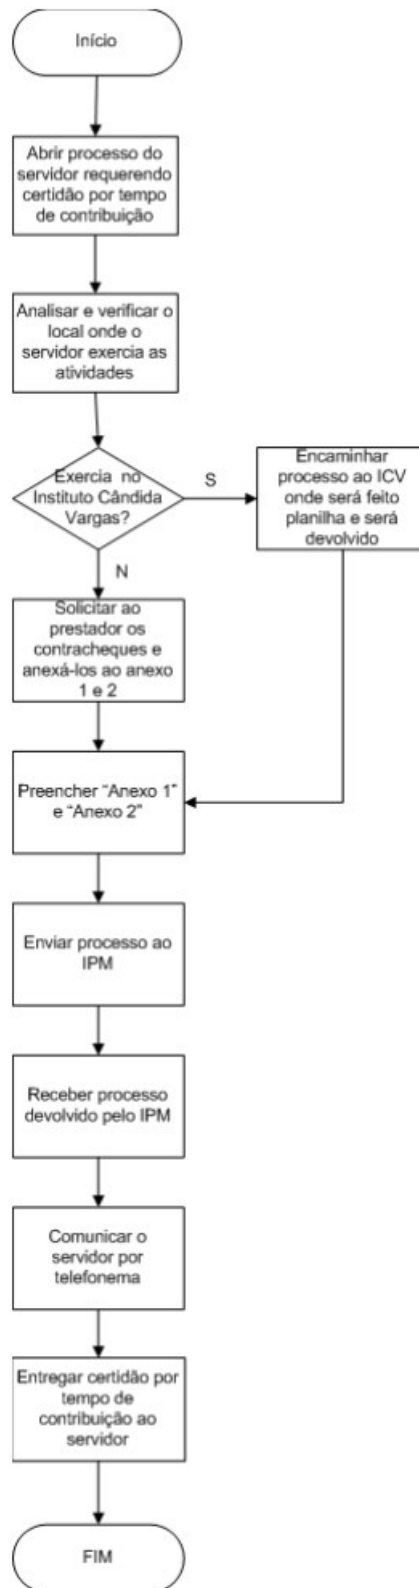 Início
Abrir processo do
servidor requerendo
certidão por tempo
de contribuição
Analisar e verificar o
local onde o
servidor exercia as
atividades
Exercia no
Instituto Cândida
Vargas?
S
Encaminhar
processo ao ICV
onde será feito
planilha e será
devolvido
N
Solicitar ao
prestador os
contracheques e
anexá-los ao anexo
1 e 2
Preencher “Anexo 1”
e “Anexo 2”
Enviar processo ao
IPM
Receber processo
devolvido pelo IPM
Comunicar o
servidor por
telefonema
Entregar certidão por
tempo de
contribuição ao
servidor
FIM